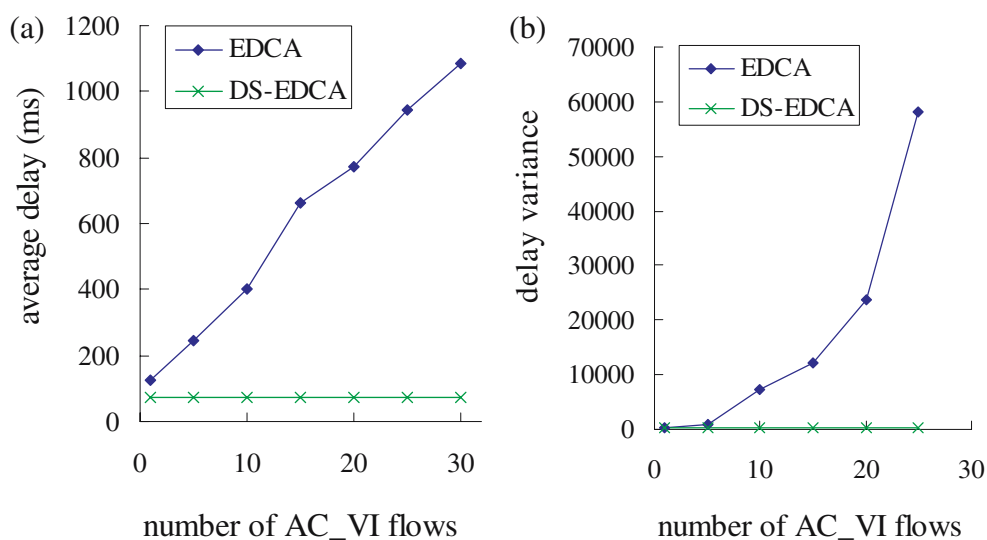 (a)
1200
1000
800
600
400
200
0
average delay (ms)
EDCA
DS-EDCA
0 10 20 30
number of AC_VI flows
(b)
70000
60000
50000
40000
30000
20000
10000
0
delay variance
EDCA
DS-EDCA
0 10 20 30
number of AC_VI flows